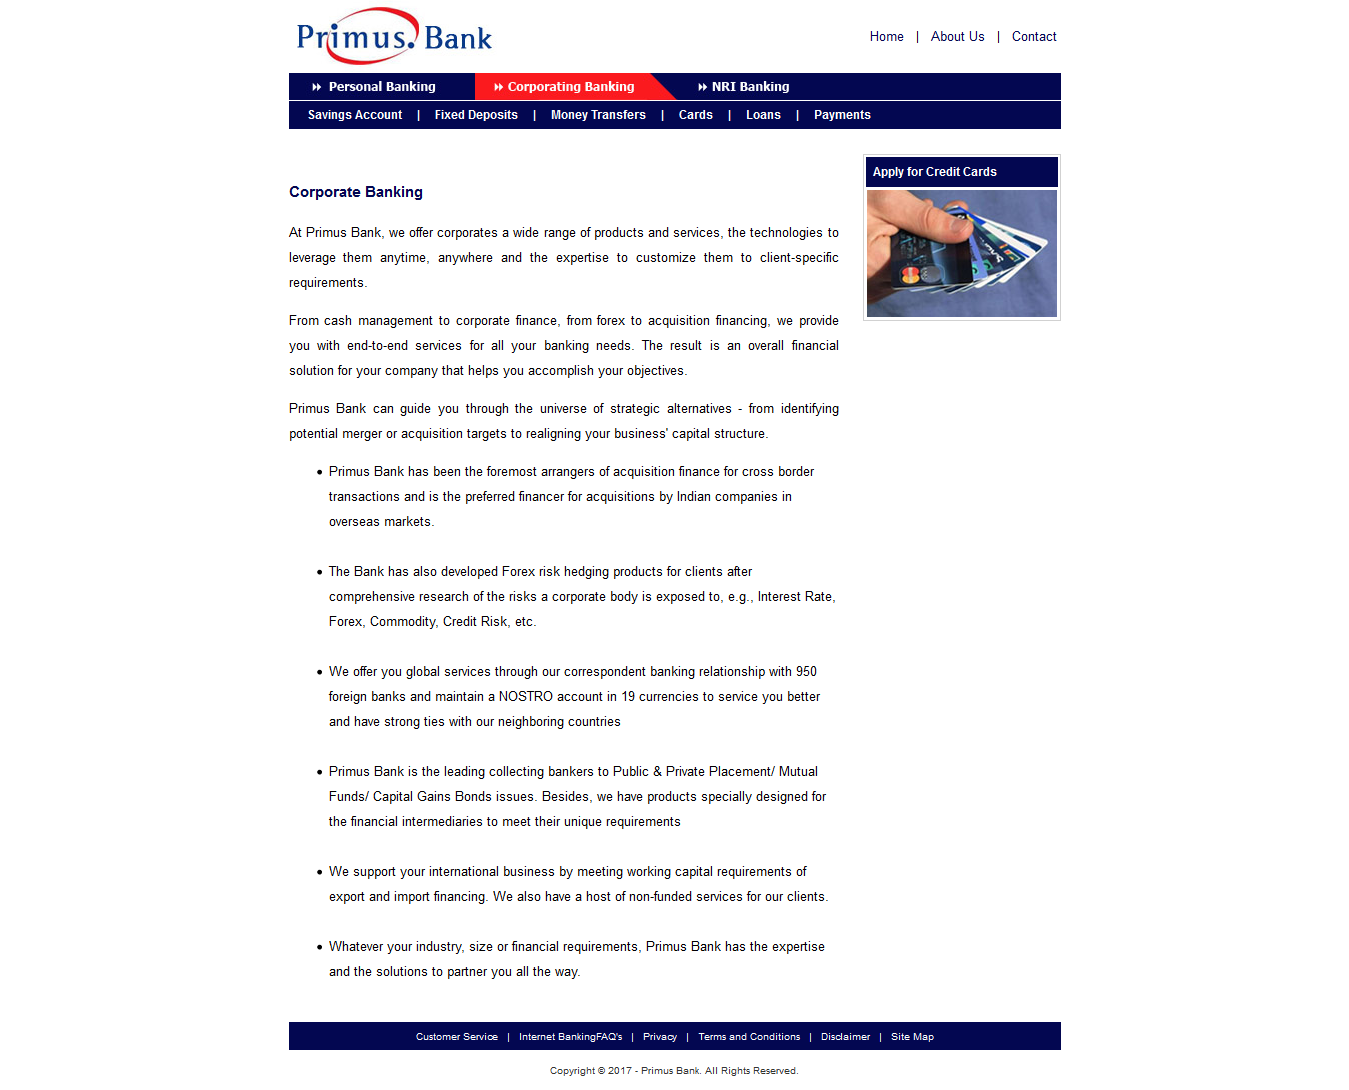 Primus. Bank
Home | About Us | Contact
Personal Banking Corporating Banking NRI Banking
Savings Account | Fixed Deposits | Money Transfers | Cards | Loans | Payments
Apply for Credit Cards
Corporate Banking
At Primus Bank, we offer corporates a wide range of products and services, the technologies to
leverage them anytime, anywhere and the expertise to customize them to client-specific
requirements.
From cash management to corporate finance, from forex to acquisition financing, we provide
you with end-to-end services for all your banking needs. The result is an overall financial
solution for your company that helps you accomplish your objectives.
Primus Bank can guide you through the universe of strategic alternatives - from identifying
potential merger or acquisition targets to realigning your business' capital structure.
• Primus Bank has been the foremost arrangers of acquisition finance for cross border
transactions and is the preferred financer for acquisitions by Indian companies in
overseas markets.
• The Bank has also developed Forex risk hedging products for clients after
comprehensive research of the risks a corporate body is exposed to, e.g., Interest Rate,
Forex, Commodity, Credit Risk, etc.
• We offer you global services through our correspondent banking relationship with 950
foreign banks and maintain a NOSTRO account in 19 currencies to service you better
and have strong ties with our neighboring countries
• Primus Bank is the leading collecting bankers to Public & Private Placement/ Mutual
Funds/ Capital Gains Bonds issues. Besides, we have products specially designed for
the financial intermediaries to meet their unique requirements
• We support your international business by meeting working capital requirements of
export and import financing. We also have a host of non-funded services for our clients.
• Whatever your industry, size or financial requirements, Primus Bank has the expertise
and the solutions to partner you all the way.
Customer Service | Internet BankingFAQ's | Privacy | Terms and Conditions | Disclaimer | Site Map
Copyright © 2017 - Primus Bank. All Rights Reserved.